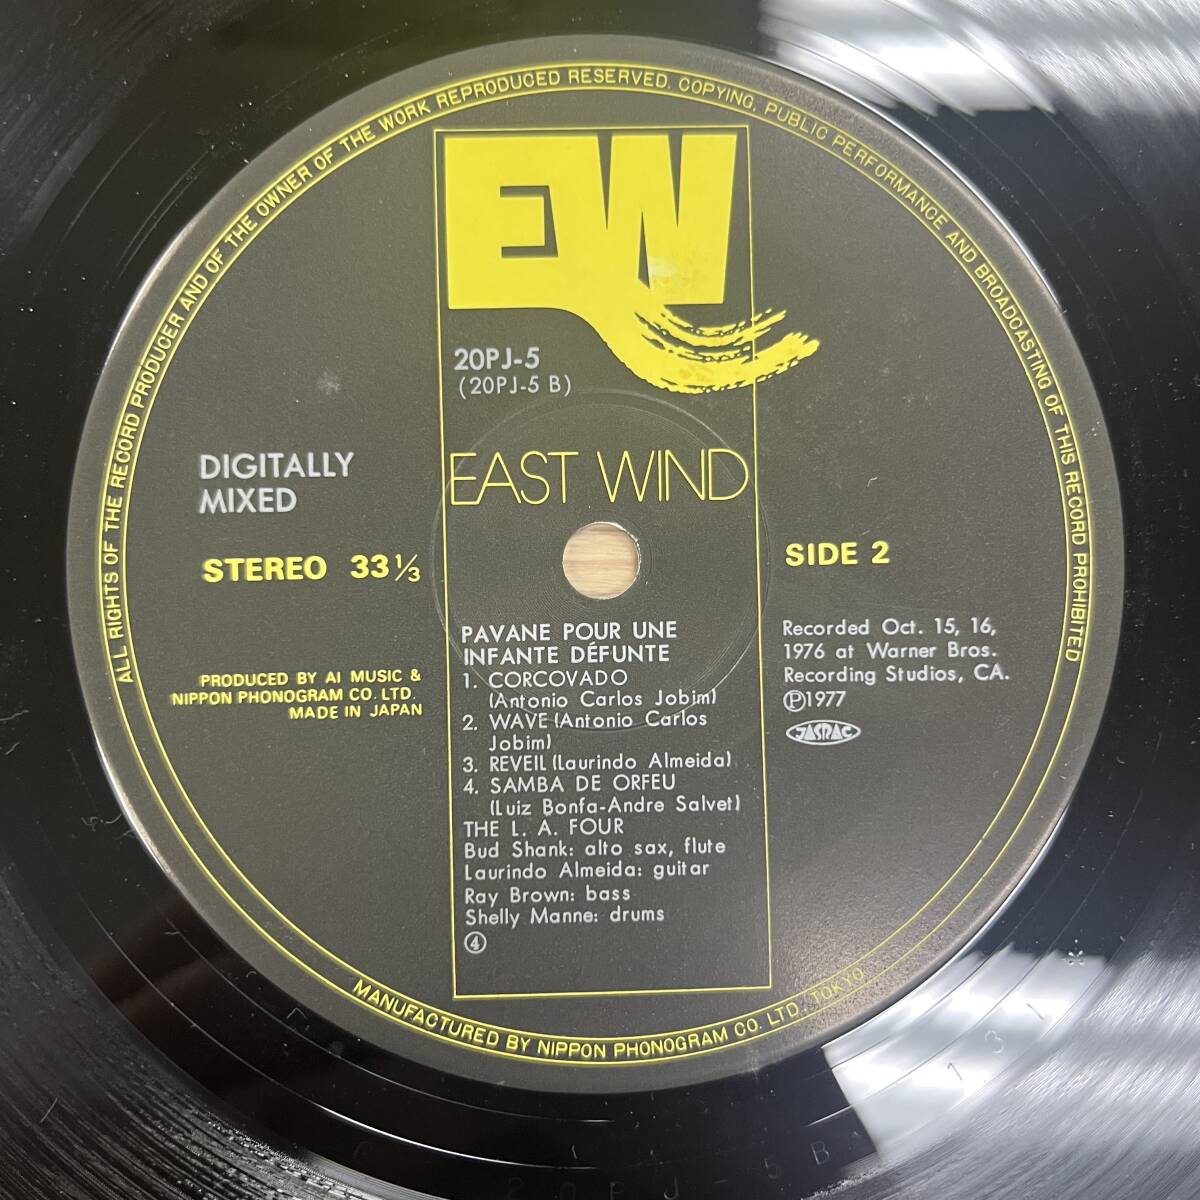 ALL RIGHTS OF THE RECORD PRODUCER AND OF THE OWNER OF THE WORK REPRODUCED RESERVED. COPYING, PUBLIC PERFORMANCE AND BROADCASTING OF THIS RECORD PROHIBITED
EW
20PJ-5
(20PJ-5 B)
EAST WIND
DIGITALLY
MIXED
STEREO 33 1/3
SIDE 2
PRODUCED BY AI MUSIC &
NIPPON PHONOGRAM CO. LTD.
MADE IN JAPAN
PAVANE POUR UNE
INFANTE DÉFUNTE
1. CORCOVADO
(Antonio Carlos Jobim)
2. WAVE (Antonio Carlos
Jobim)
3. REVEIL (Laurindo Almeida)
4. SAMBA DE ORFEU
(Luiz Bonfa-Andre Salvet)
THE L. A. FOUR
Bud Shank: alto sax, flute
Laurindo Almeida: guitar
Ray Brown: bass
Shelly Manne: drums
④
Recorded Oct. 15, 16,
1976 at Warner Bros.
Recording Studios, CA.
Ⓟ1977
JASRAC
MANUFACTURED BY NIPPON PHONOGRAM CO. LTD., TOKYO